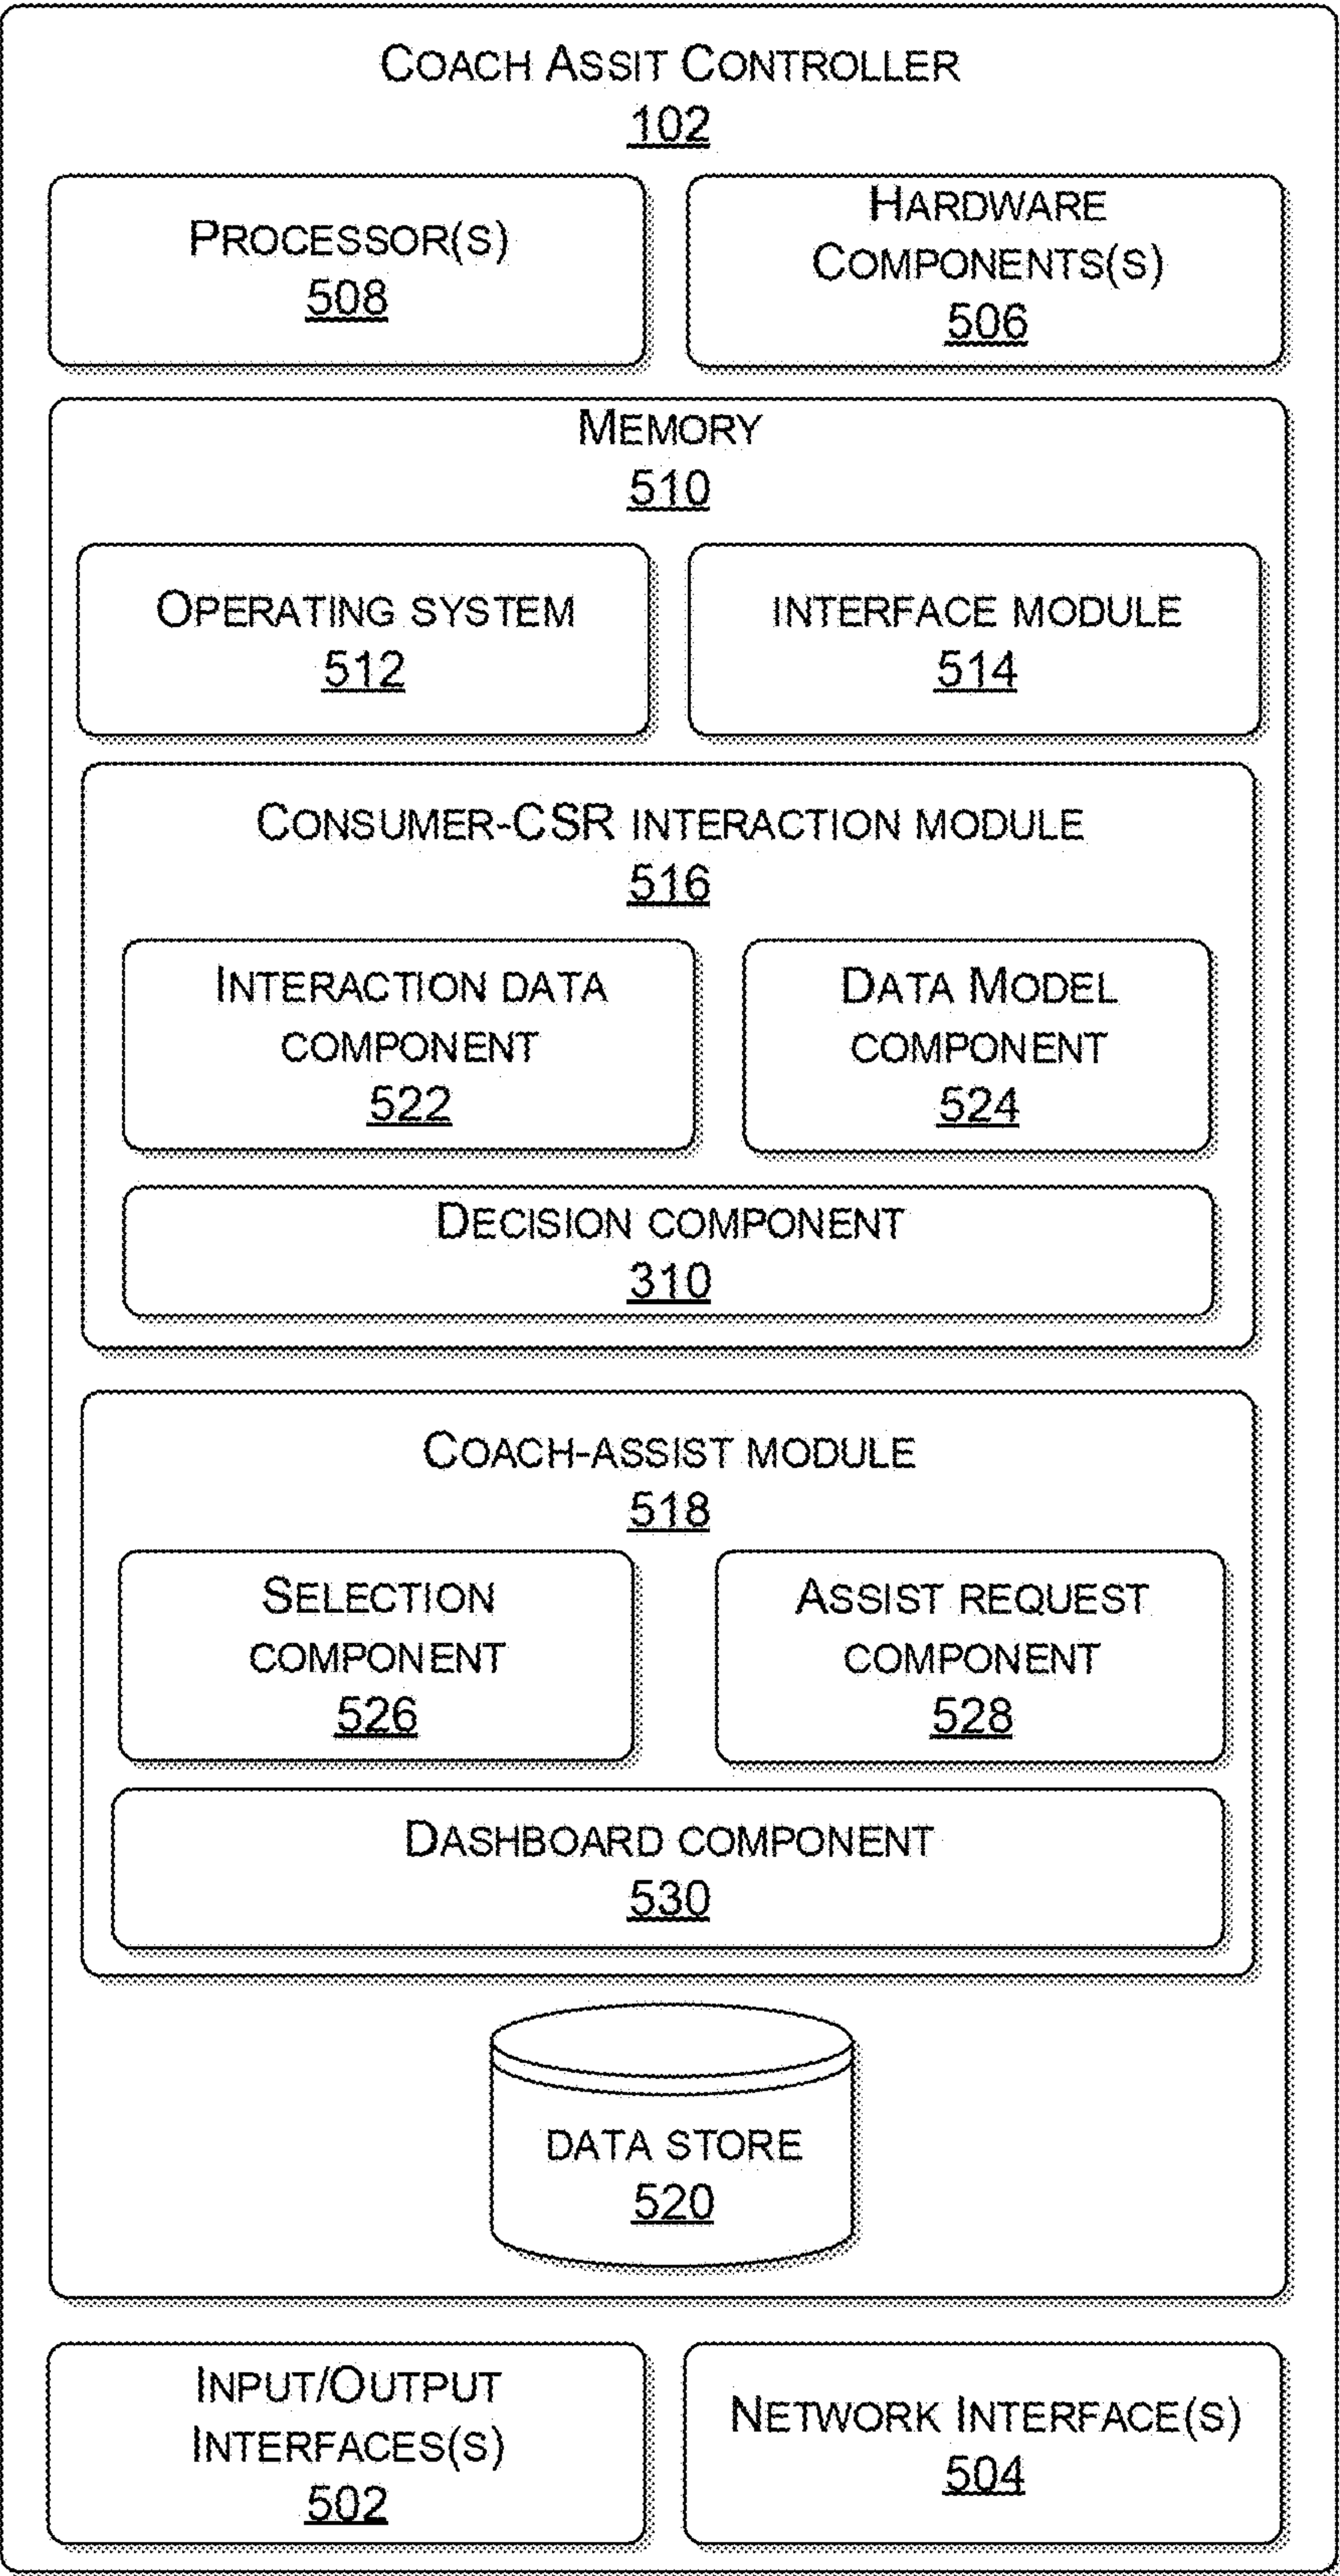 COACH ASSIT CONTROLLER
102
PROCESSOR(S)
508
HARDWARE
COMPONENTS(S)
506
MEMORY
510
OPERATING SYSTEM
512
INTERFACE MODULE
514
CONSUMER-CSR INTERACTION MODULE
516
INTERACTION DATA
COMPONENT
522
DATA MODEL
COMPONENT
524
DECISION COMPONENT
310
COACH-ASSIST MODULE
518
SELECTION
COMPONENT
526
ASSIST REQUEST
COMPONENT
528
DASHBOARD COMPONENT
530
DATA STORE
520
INPUT/OUTPUT
INTERFACES(S)
502
NETWORK INTERFACE(S)
504